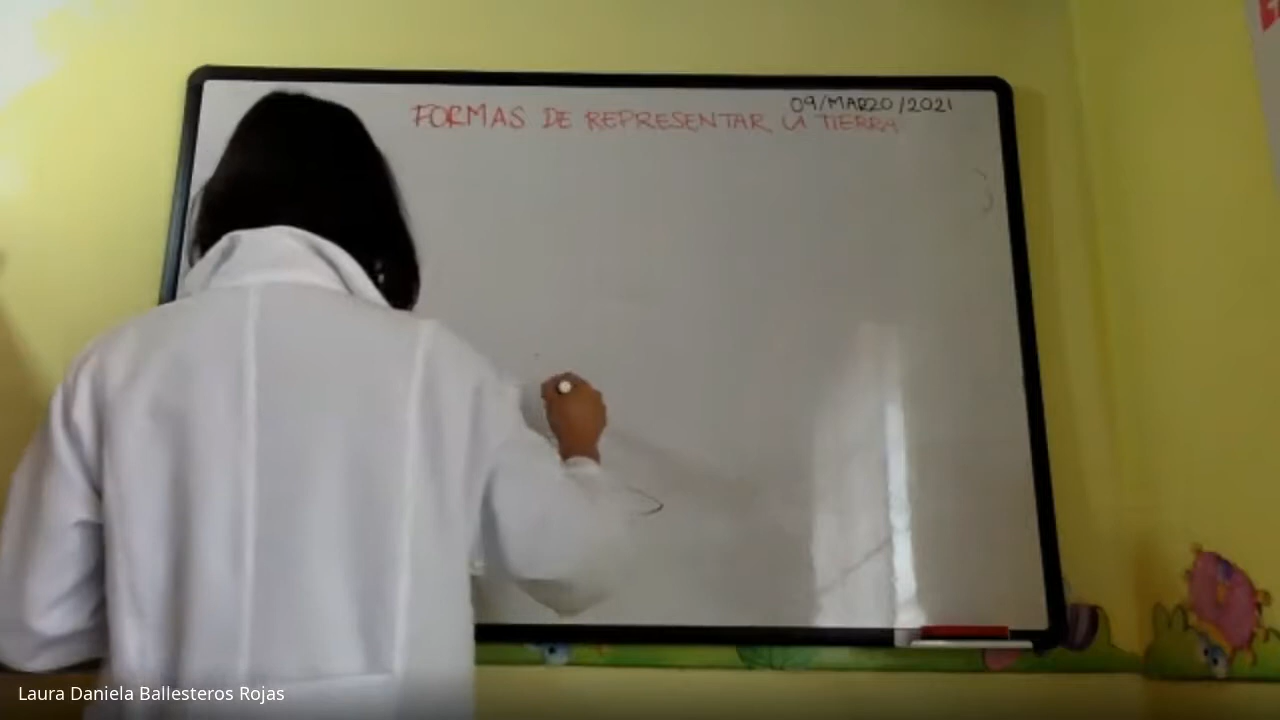 09/MARZO/2021
FORMAS DE REPRESENTAR LA TIERRA
Laura Daniela Ballesteros Rojas